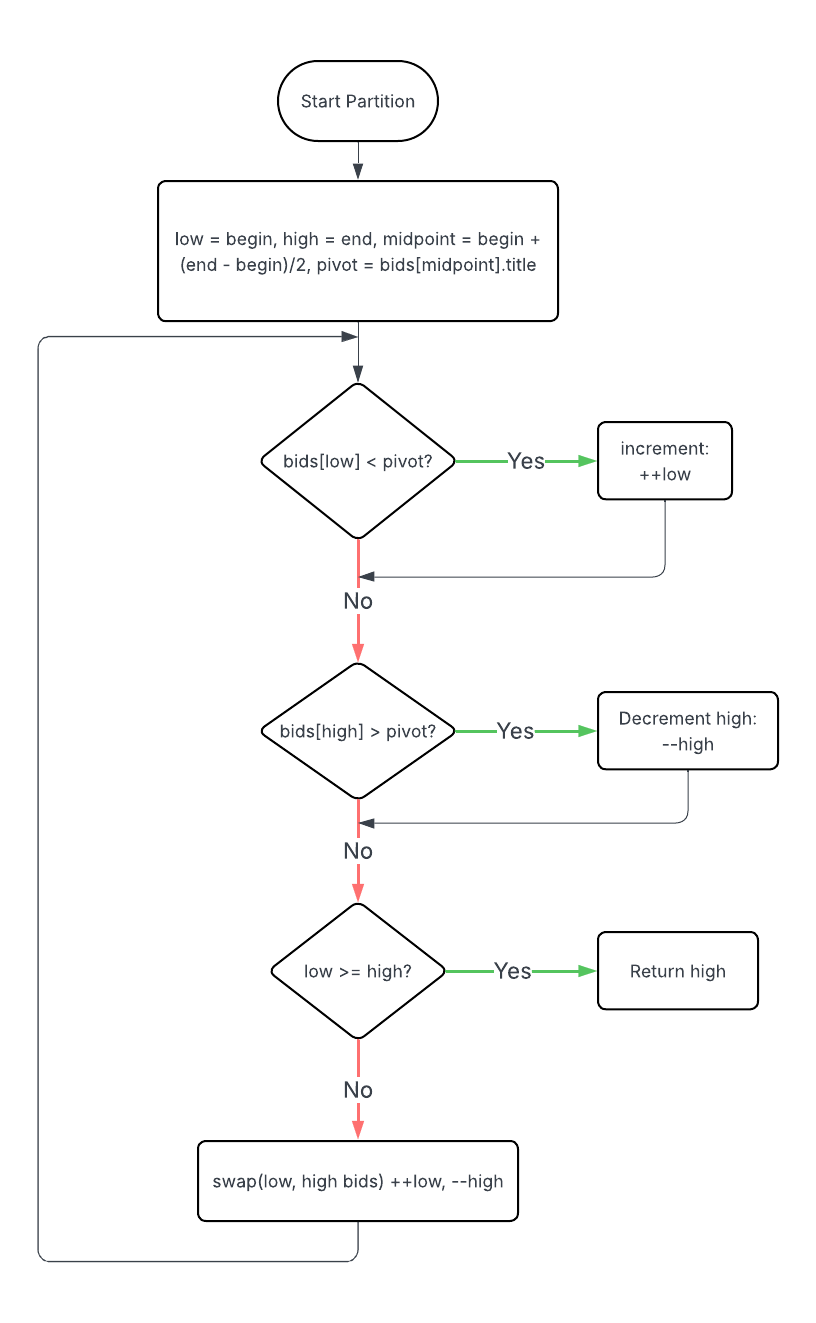 Start Partition
low = begin, high = end, midpoint = begin +
(end - begin)/2, pivot = bids[midpoint].title
bids[low] < pivot?
Yes
increment:
++low
No
bids[high] > pivot?
Yes
Decrement high:
--high
No
low >= high?
Yes
Return high
No
swap(low, high bids) ++low, --high